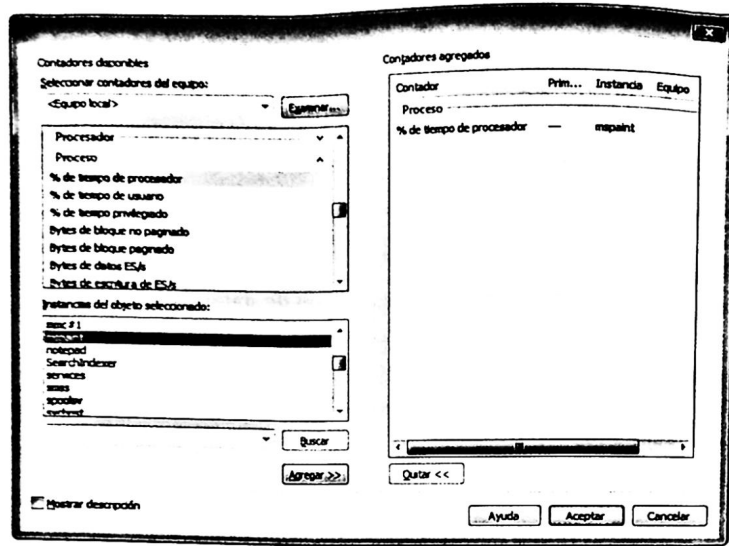 Contadores disponibles
Seleccionar contadores del equipo:
<Equipo local>
Examinar...
Procesador
Proceso
% de tiempo de procesador
% de tiempo de usuario
% de tiempo privilegiado
Bytes de bloque no paginado
Bytes de bloque paginado
Bytes de datos ES/s
Bytes de escritura de ES/s
Instancias del objeto seleccionado:
mmc #1
mspaint
notepad
SearchIndexer
services
smss
spoolsv
svchost
Buscar
Agregar >>
Mostrar descripción
Contadores agregados
Contador Prim... Instancia Equipo
Proceso
% de tiempo de procesador — mspaint
Quitar <<
Ayuda
Aceptar
Cancelar